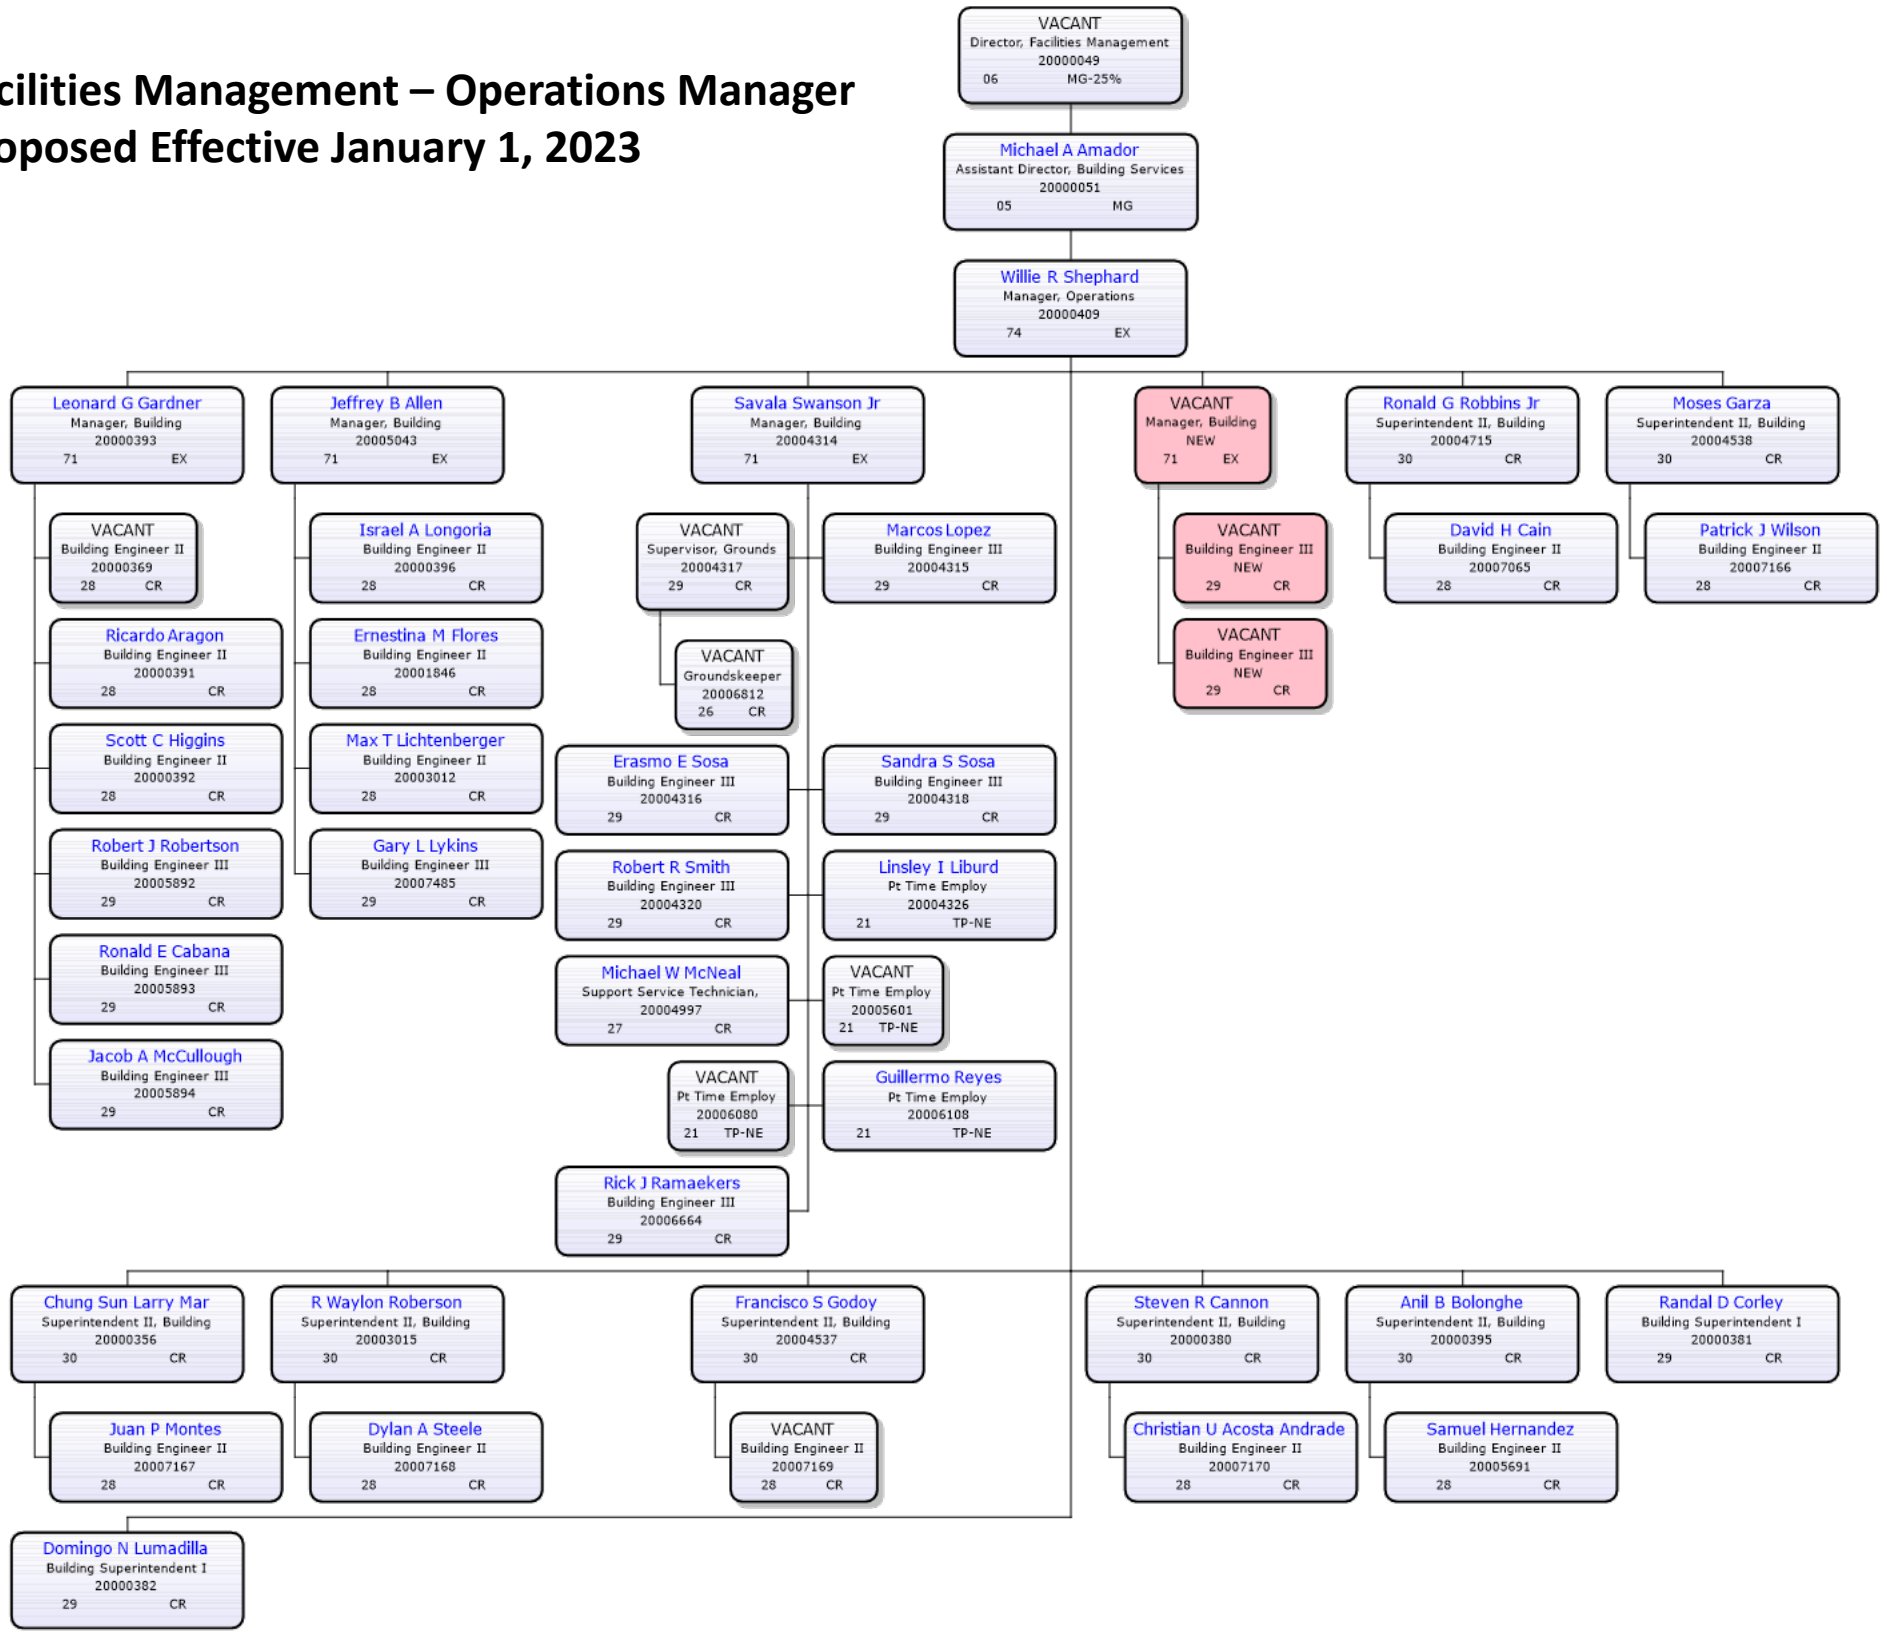 cilities Management – Operations Manager
oposed Effective January 1, 2023
VACANT
Director, Facilities Management
20000049
06 MG-25%
Michael A Amador
Assistant Director, Building Services
20000051
05 MG
Willie R Shephard
Manager, Operations
20000409
74 EX
Leonard G Gardner
Manager, Building
20000393
71 EX
Jeffrey B Allen
Manager, Building
20005043
71 EX
Savala Swanson Jr
Manager, Building
20004314
71 EX
VACANT
Manager, Building
NEW
71 EX
Ronald G Robbins Jr
Superintendent II, Building
20004715
30 CR
Moses Garza
Superintendent II, Building
20004538
30 CR
VACANT
Building Engineer II
20000369
28 CR
Ricardo Aragon
Building Engineer II
20000391
28 CR
Scott C Higgins
Building Engineer II
20000392
28 CR
Robert J Robertson
Building Engineer III
20005892
29 CR
Ronald E Cabana
Building Engineer III
20005893
29 CR
Jacob A McCullough
Building Engineer III
20005894
29 CR
Israel A Longoria
Building Engineer II
20000396
28 CR
Ernestina M Flores
Building Engineer II
20001846
28 CR
Max T Lichtenberger
Building Engineer II
20003012
28 CR
Gary L Lykins
Building Engineer III
20007485
29 CR
VACANT
Supervisor, Grounds
20004317
29 CR
Marcos Lopez
Building Engineer III
20004315
29 CR
VACANT
Groundskeeper
20006812
26 CR
Erasmo E Sosa
Building Engineer III
20004316
29 CR
Sandra S Sosa
Building Engineer III
20004318
29 CR
Robert R Smith
Building Engineer III
20004320
29 CR
Linsley I Liburd
Pt Time Employ
20004326
21 TP-NE
Michael W McNeal
Support Service Technician,
20004997
27 CR
VACANT
Pt Time Employ
20005601
21 TP-NE
VACANT
Pt Time Employ
20006080
21 TP-NE
Guillermo Reyes
Pt Time Employ
20006108
21 TP-NE
Rick J Ramaekers
Building Engineer III
20006664
29 CR
VACANT
Building Engineer III
NEW
29 CR
VACANT
Building Engineer III
NEW
29 CR
David H Cain
Building Engineer II
20007065
28 CR
Patrick J Wilson
Building Engineer II
20007166
28 CR
Chung Sun Larry Mar
Superintendent II, Building
20000356
30 CR
R Waylon Roberson
Superintendent II, Building
20003015
30 CR
Francisco S Godoy
Superintendent II, Building
20004537
30 CR
Steven R Cannon
Superintendent II, Building
20000380
30 CR
Anil B Bolonghe
Superintendent II, Building
20000395
30 CR
Randal D Corley
Building Superintendent I
20000381
29 CR
Juan P Montes
Building Engineer II
20007167
28 CR
Dylan A Steele
Building Engineer II
20007168
28 CR
VACANT
Building Engineer II
20007169
28 CR
Christian U Acosta Andrade
Building Engineer II
20007170
28 CR
Samuel Hernandez
Building Engineer II
20005691
28 CR
Domingo N Lumadilla
Building Superintendent I
20000382
29 CR